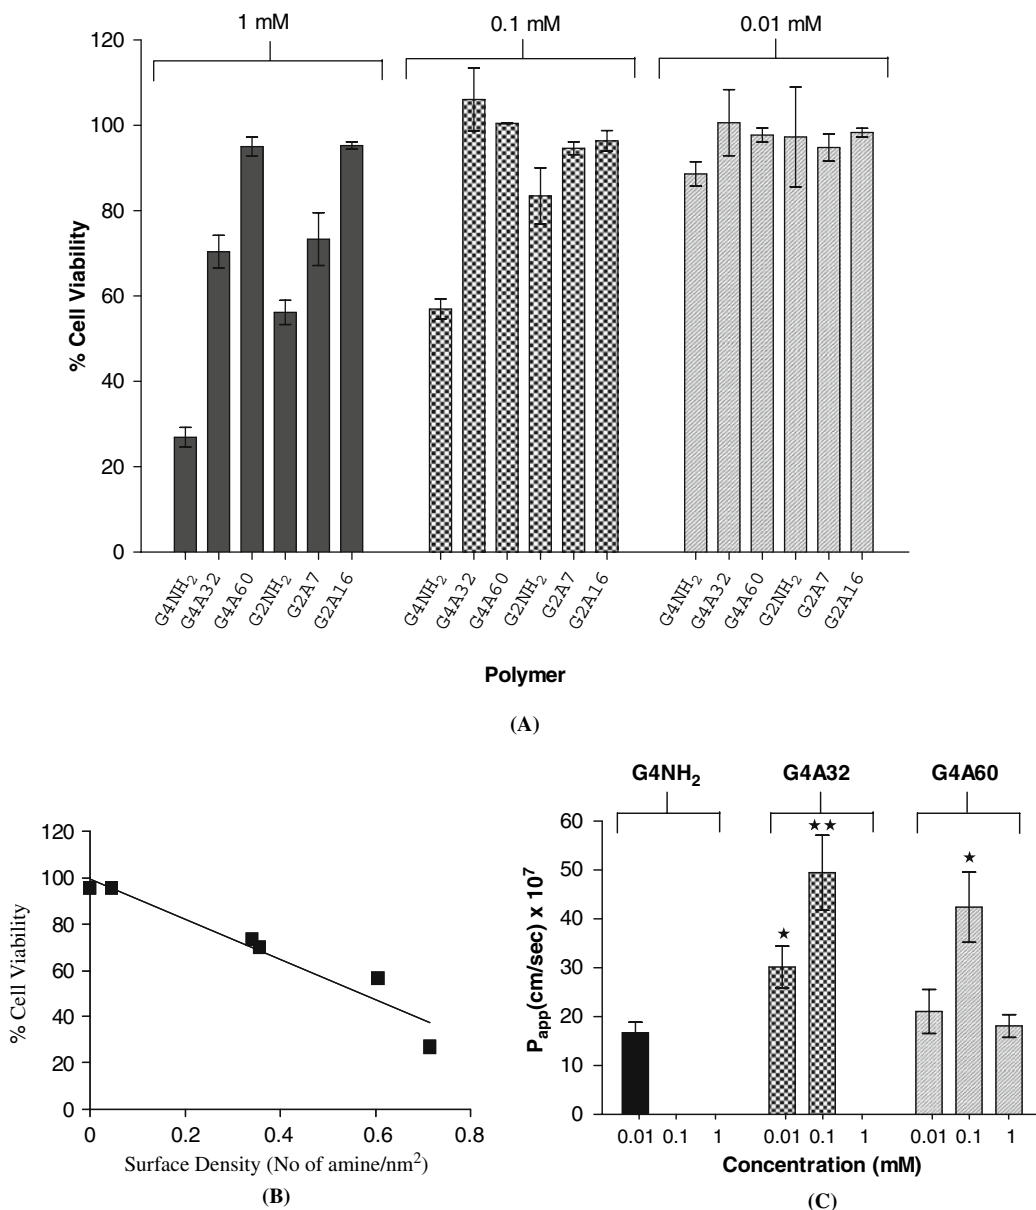 1 mM 0.1 mM 0.01 mM
120
100
80
60
40
20
0
% Cell Viability
G4NH₂ G4A32 G4A60 G2NH₂ G2A7 G2A16 G4NH₂ G4A32 G4A60 G2NH₂ G2A7 G2A16 G4NH₂ G4A32 G4A60 G2NH₂ G2A7 G2A16
Polymer
(A)
120
100
80
60
40
20
0
% Cell Viability
0 0.2 0.4 0.6 0.8
Surface Density (No of amine/nm²)
(B)
G4NH₂ G4A32 G4A60
60
50
40
30
20
10
0
Papp(cm/sec) x 10⁷
★ ★★ ★
0.01 0.1 1 0.01 0.1 1 0.01 0.1 1
Concentration (mM)
(C)